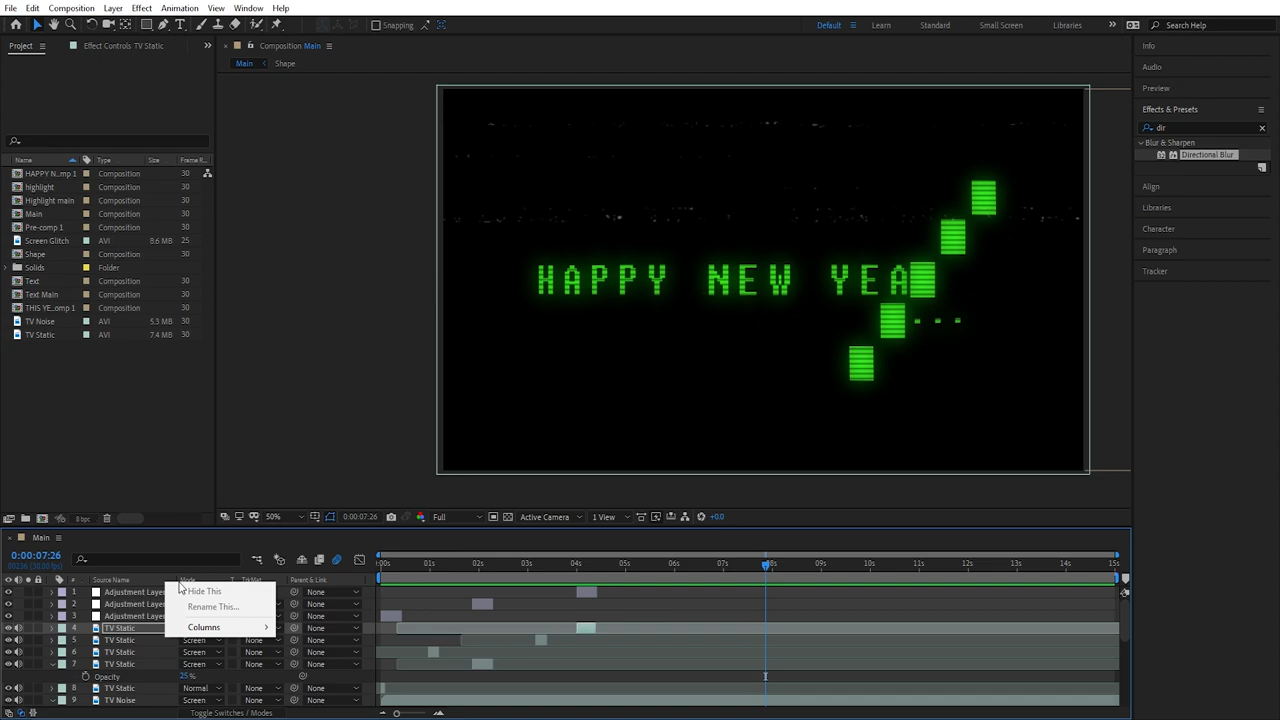 File Edit Composition Layer Effect Animation View Window Help
Snapping
Default Learn Standard Small Screen Libraries Search Help
Project Effect Controls TV Static
Composition Main
Main Shape
Info
Audio
Preview
Effects & Presets
dir
Blur & Sharpen
Directional Blur
Align
Libraries
Character
Paragraph
Tracker
Name Type Size Frame R...
HAPPY N...mp 1 Composition 30
highlight Composition 30
Highlight main Composition 30
Main Composition 30
Pre-comp 1 Composition 30
Screen Glitch AVI 8.6 MB 25
Shape Composition 30
Solids Folder
Text Composition 30
Text Main Composition 30
THIS YE...omp 1 Composition 30
TV Noise AVI 5.3 MB 30
TV Static AVI 7.4 MB 30
HAPPY NEW YEA
8 bpc
50% 0:00:07:26 Full Active Camera 1 View +0.0
Main
0:00:07:26
00236 (30.00 fps)
:00s 01s 02s 03s 04s 05s 06s 07s 8s 09s 10s 11s 12s 13s 14s 15s
# Source Name Mode T TrkMat Parent & Link
1 Adjustment Layer None
2 Adjustment Layer None
3 Adjustment Layer None
4 TV Static None
5 TV Static Screen None None
6 TV Static Screen None None
7 TV Static Screen None None
Opacity 25 %
8 TV Static Normal None None
9 TV Noise Screen None None
Hide This
Rename This...
Columns
Toggle Switches / Modes